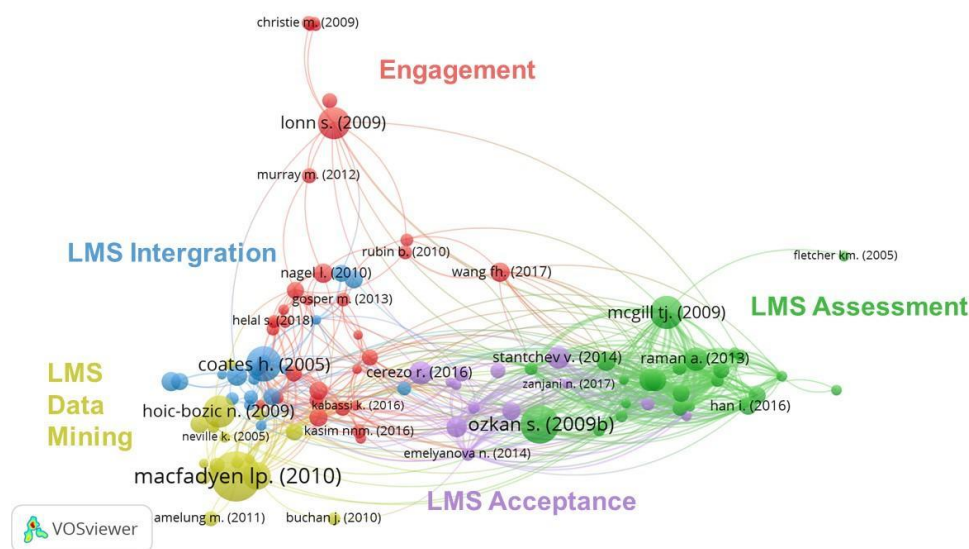 christie m. (2009)
Engagement
lonn s. (2009)
murray m. (2012)
LMS Intergration
rubin b. (2010)
fletcher km. (2005)
nagel l. (2010)
wang fh. (2017)
gosper m. (2013)
LMS Assessment
mcgill tj. (2009)
helal s. (2018)
coates h. (2005)
stantchev v. (2014)
raman a. (2013)
LMS
Data
Mining
cerezo r. (2016)
zanjani n. (2017)
hoic-bozic n. (2009)
kabassi k. (2016)
han i. (2016)
neville k. (2005)
kasim nnm. (2016)
ozkan s. (2009b)
emelyanova n. (2014)
macfadyen lp. (2010)
LMS Acceptance
amelung m. (2011)
buchan j. (2010)
VOSviewer